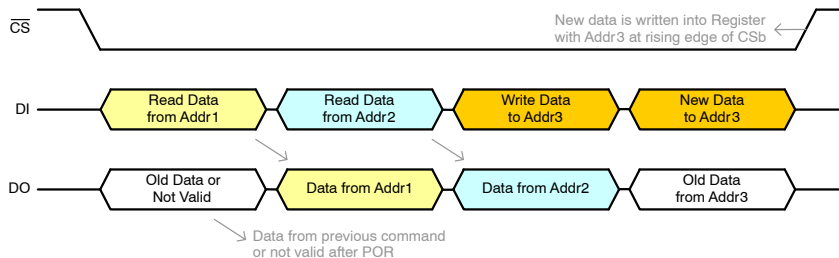 CS
New data is written into Register
with Addr3 at rising edge of CSb
DI
Read Data
from Addr1
Read Data
from Addr2
Write Data
to Addr3
New Data
to Addr3
DO
Old Data or
Not Valid
Data from Addr1
Data from Addr2
Old Data
from Addr3
Data from previous command
or not valid after POR